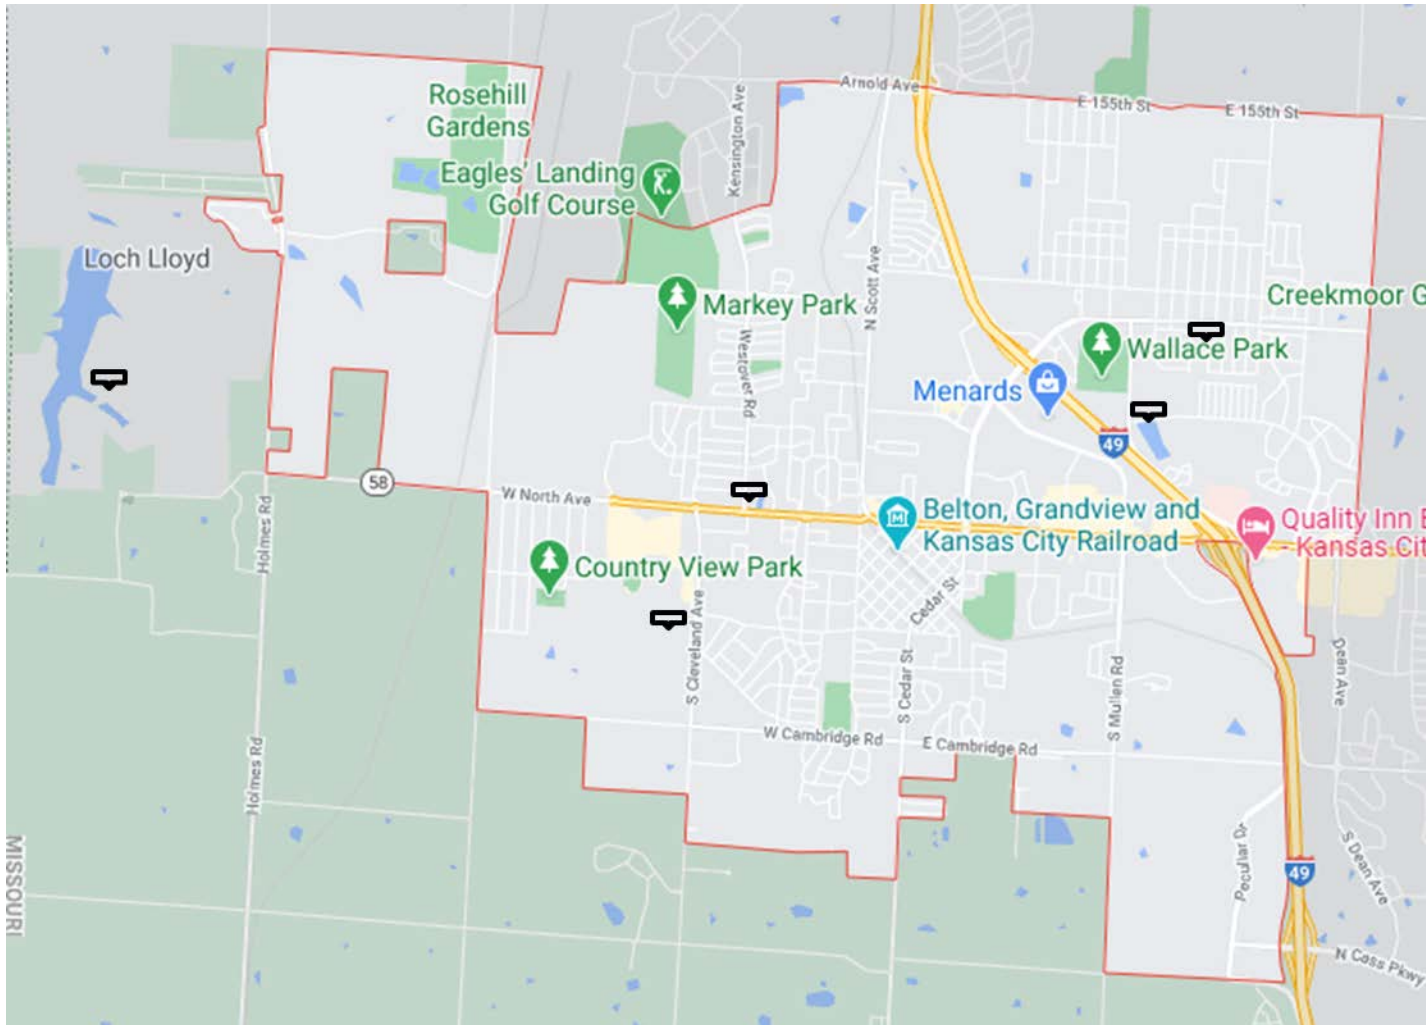 Arnold Ave
E 155th St
E 155th St
Rosehill
Gardens
Kensington Ave
Eagles' Landing
Golf Course
Loch Lloyd
N Scott Ave
Markey Park
Creekmoor G
Westover Rd
Wallace Park
Menards
49
58
W North Ave
Holmes Rd
Belton, Grandview and
Kansas City Railroad
Quality Inn E
- Kansas Cit
Country View Park
Cedar St
S Cleveland Ave
S Cedar St
S Mullen Rd
Dean Ave
W Cambridge Rd
E Cambridge Rd
Holmes Rd
MISSOURI
Peculiar Dr
S Dean Ave
49
N Cass Pkwy